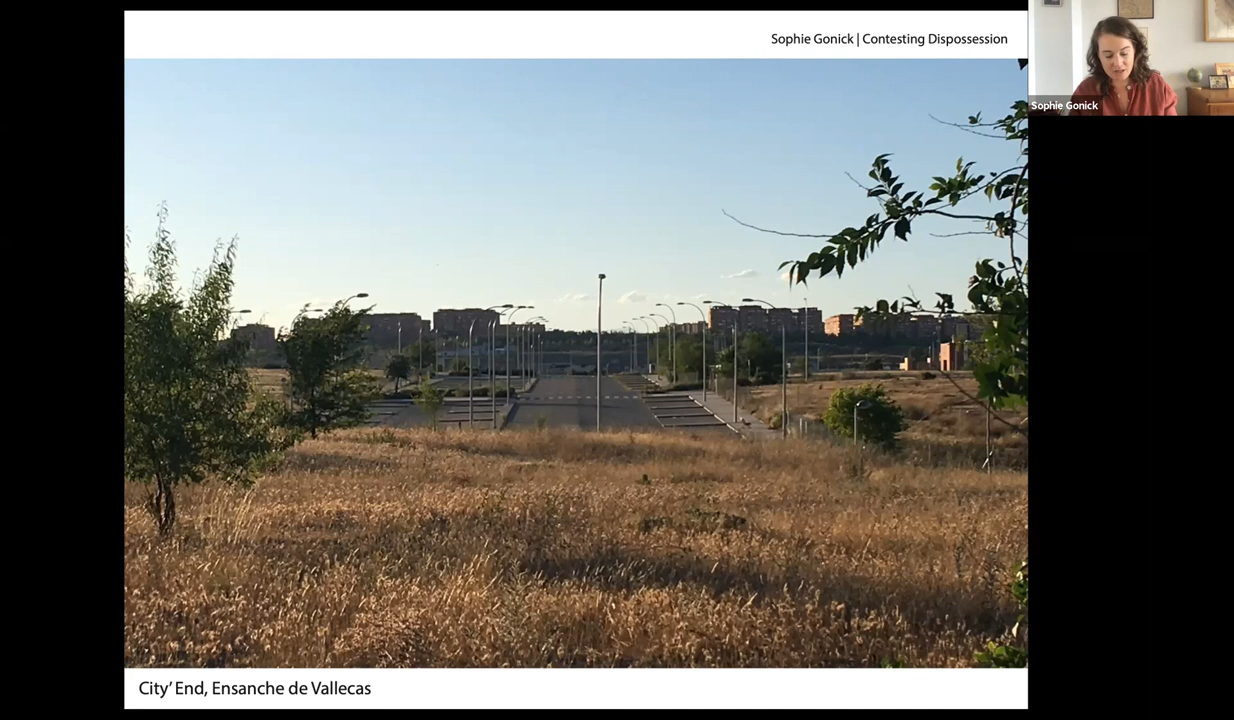 Sophie Gonick | Contesting Dispossession
Sophie Gonick
City' End, Ensanche de Vallecas